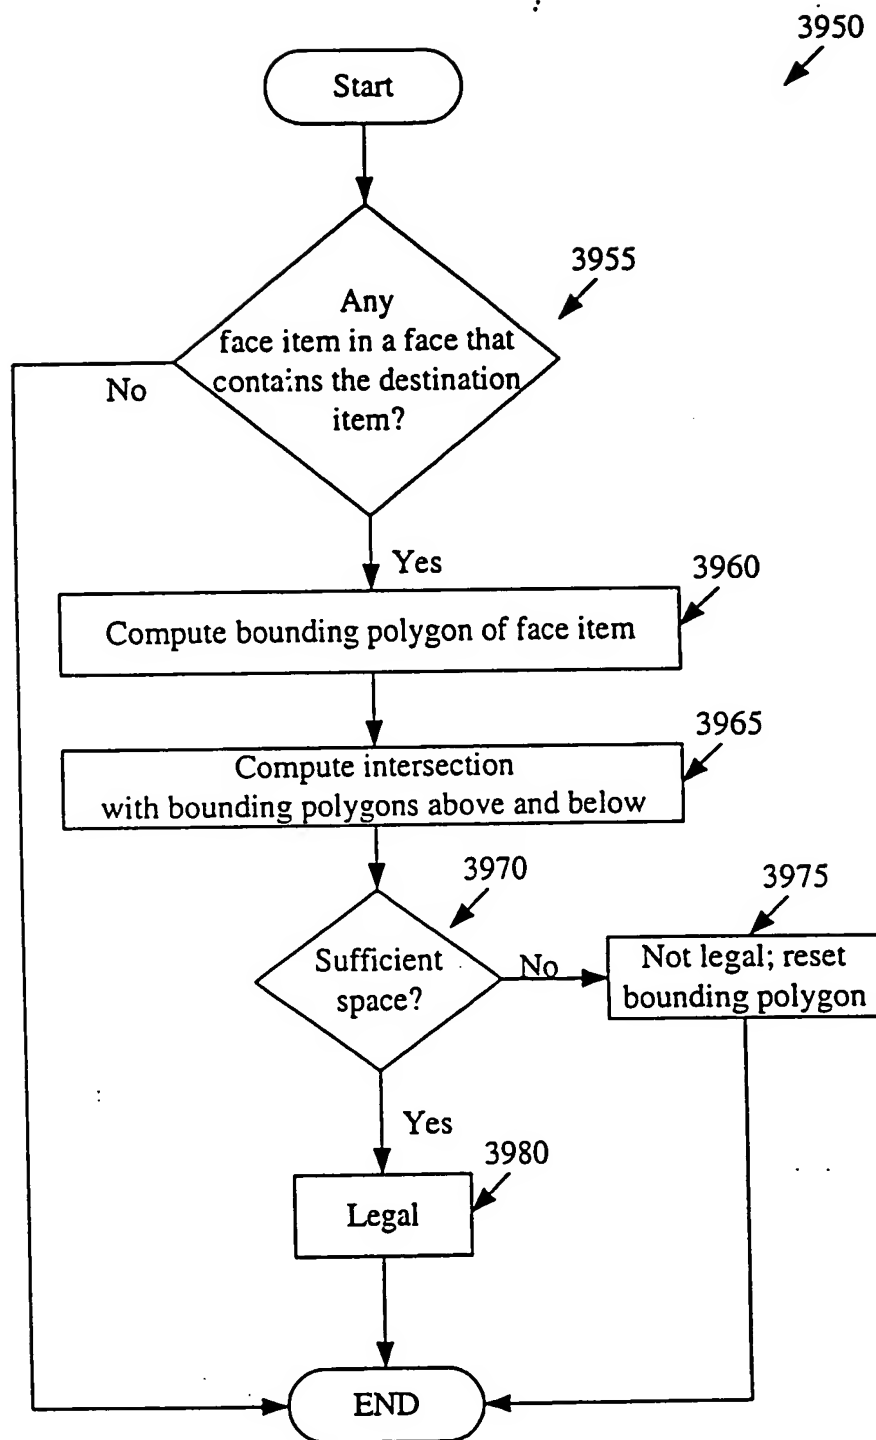 3950
Start
3955
Any
face item in a face that
contains the destination
item?
No
Yes
3960
Compute bounding polygon of face item
3965
Compute intersection
with bounding polygons above and below
3970
3975
Sufficient
space?
No
Not legal; reset
bounding polygon
Yes
3980
Legal
END